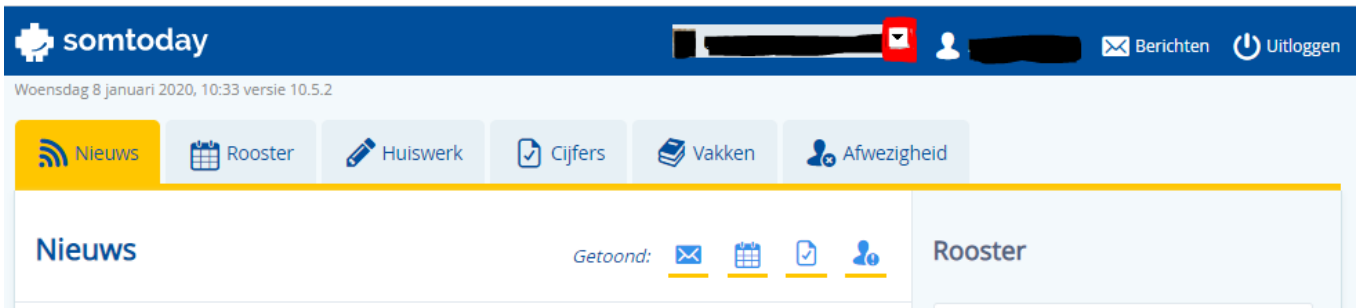 somtoday Berichten Uitloggen
Woensdag 8 januari 2020, 10:33 versie 10.5.2
Nieuws Rooster Huiswerk Cijfers Vakken Afwezigheid
Nieuws Getoond: Rooster